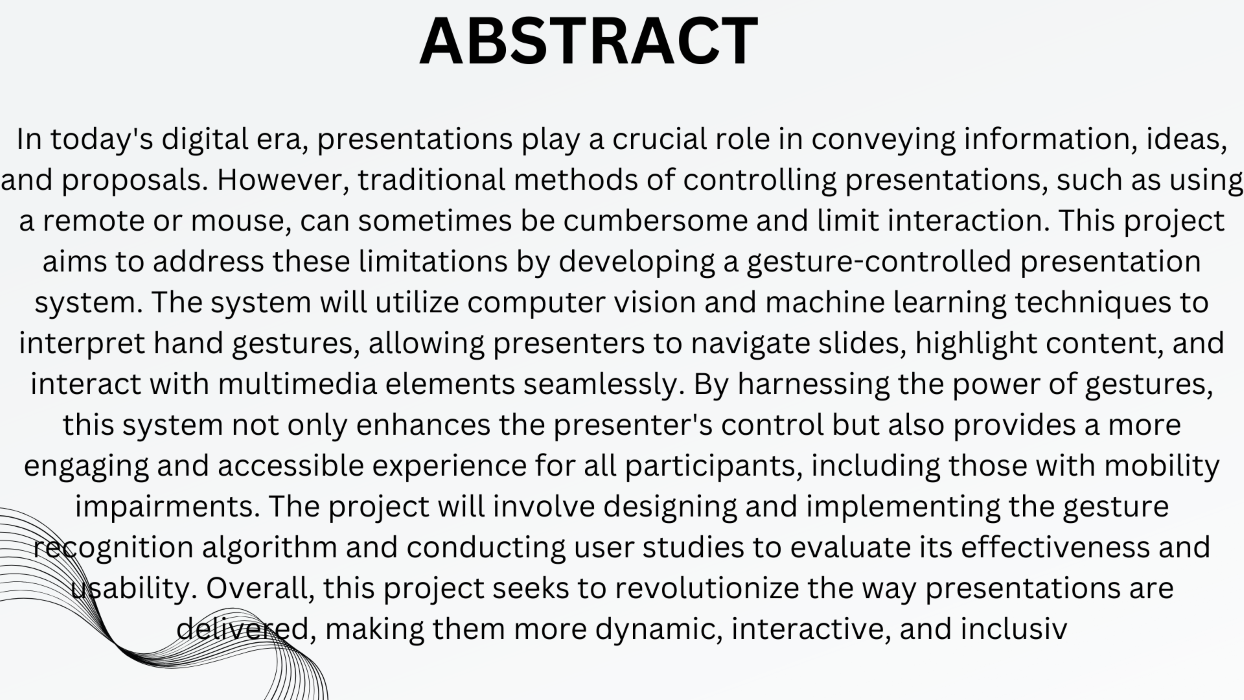 ABSTRACT
In today's digital era, presentations play a crucial role in conveying information, ideas,
and proposals. However, traditional methods of controlling presentations, such as using
a remote or mouse, can sometimes be cumbersome and limit interaction. This project
aims to address these limitations by developing a gesture-controlled presentation
system. The system will utilize computer vision and machine learning techniques to
interpret hand gestures, allowing presenters to navigate slides, highlight content, and
interact with multimedia elements seamlessly. By harnessing the power of gestures,
this system not only enhances the presenter's control but also provides a more
engaging and accessible experience for all participants, including those with mobility
impairments. The project will involve designing and implementing the gesture
recognition algorithm and conducting user studies to evaluate its effectiveness and
usability. Overall, this project seeks to revolutionize the way presentations are
delivered, making them more dynamic, interactive, and inclusiv